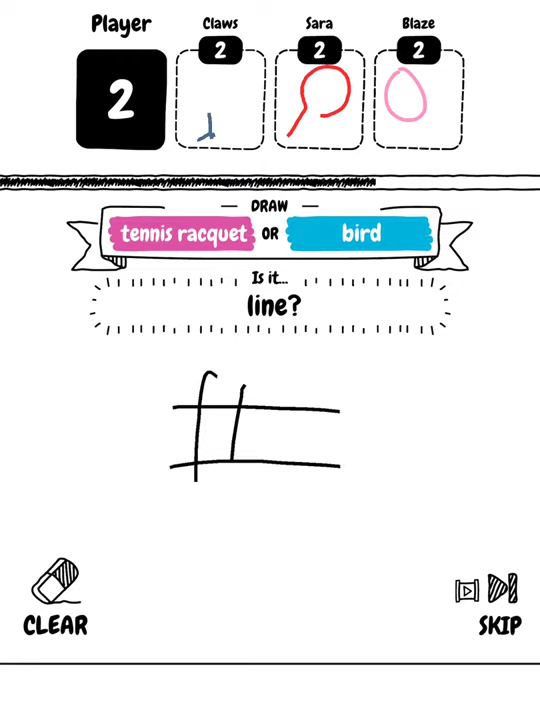 Player
Claws
Sara
Blaze
2
2
2
2
DRAW
tennis racquet OR bird
Is it...
line?
CLEAR
SKIP